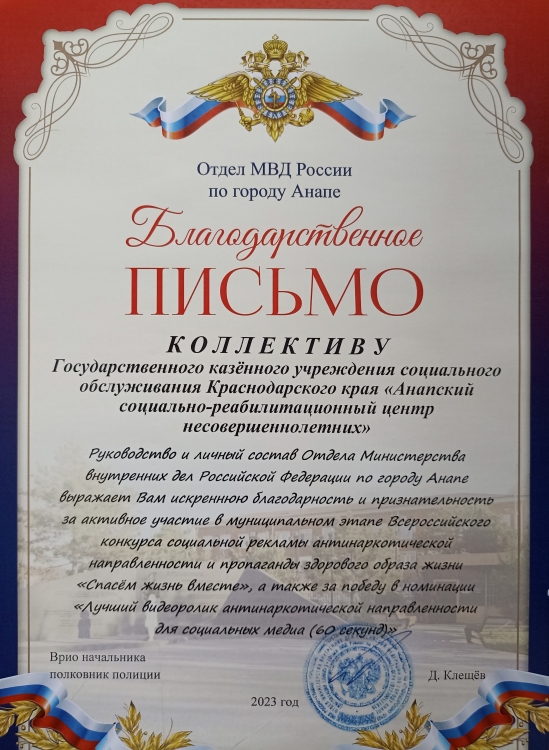 Отдел МВД России
по городу Анапе
Благодарственное
ПИСЬМО
КОЛЛЕКТИВУ
Государственного казённого учреждения социального
обслуживания Краснодарского края «Анапский
социально-реабилитационный центр
несовершеннолетних»
Руководство и личный состав Отдела Министерства
внутренних дел Российской Федерации по городу Анапе
выражает Вам искреннюю благодарность и признательность
за активное участие в муниципальном этапе Всероссийского
конкурса социальной рекламы антинаркотической
направленности и пропаганды здорового образа жизни
«Спасём жизнь вместе», а также за победу в номинации
«Лучший видеоролик антинаркотической направленности
для социальных медиа (60 секунд)»
Врио начальника
полковник полиции
Д. Клещёв
2023 год